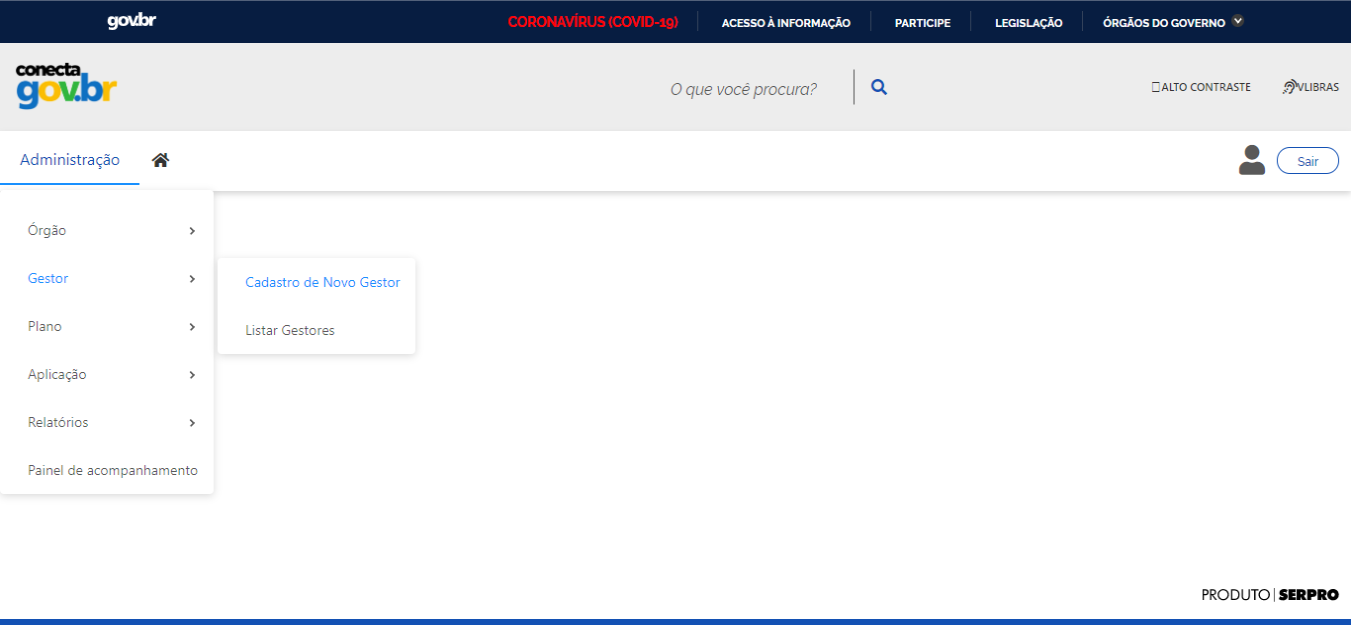 gov.br
CORONAVÍRUS (COVID-19)
ACESSO À INFORMAÇÃO
PARTICIPE
LEGISLAÇÃO
ÓRGÃOS DO GOVERNO
conecta
gov.br
O que você procura?
ALTO CONTRASTE
VLIBRAS
Administração
Sair
Órgão
Gestor
Cadastro de Novo Gestor
Plano
Listar Gestores
Aplicação
Relatórios
Painel de acompanhamento
PRODUTO | SERPRO